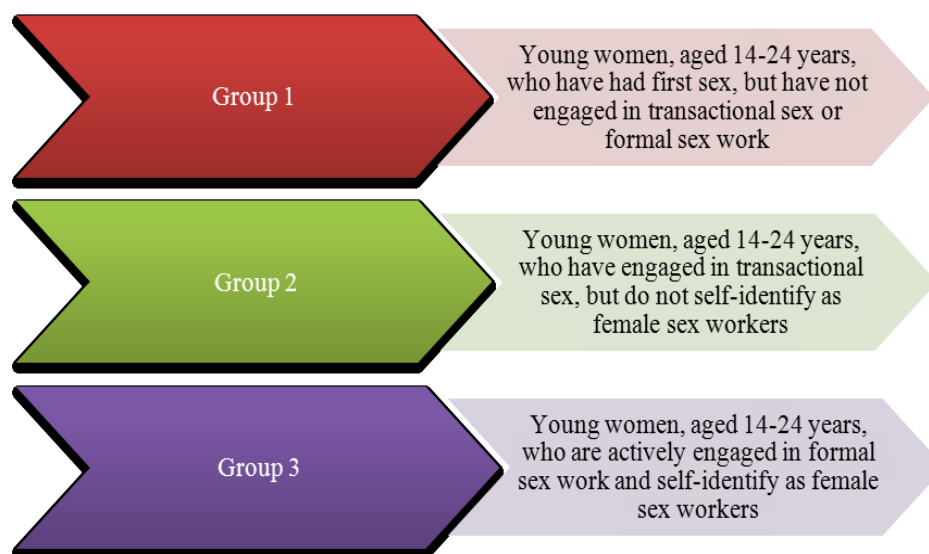 Group 1
Young women, aged 14-24 years,
who have had first sex, but have not
engaged in transactional sex or
formal sex work
Group 2
Young women, aged 14-24 years,
who have engaged in transactional
sex, but do not self-identify as
female sex workers
Group 3
Young women, aged 14-24 years,
who are actively engaged in formal
sex work and self-identify as female
sex workers